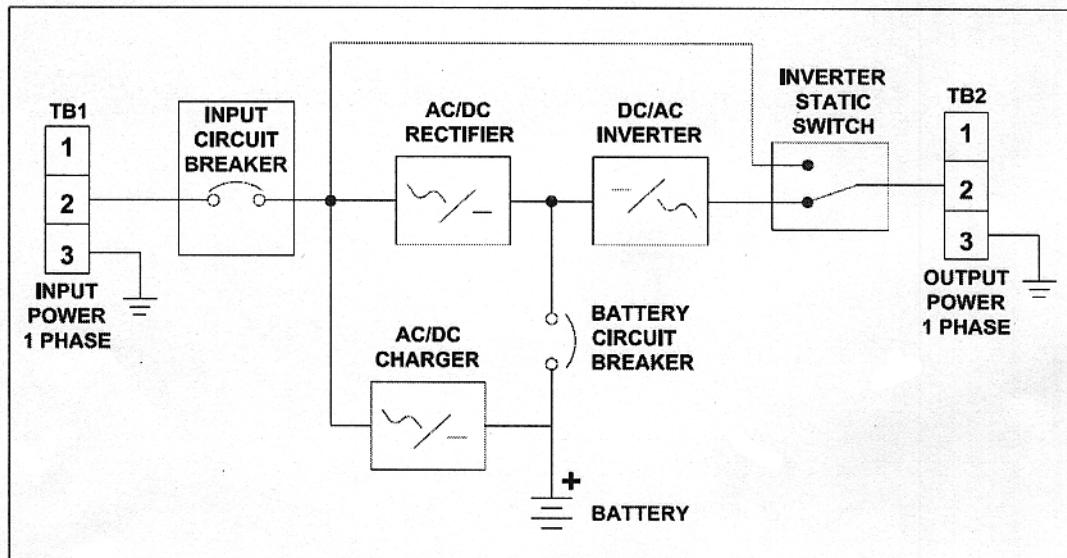 TB1
1
2
3
INPUT
POWER
1 PHASE
INPUT
CIRCUIT
BREAKER
AC/DC
RECTIFIER
DC/AC
INVERTER
INVERTER
STATIC
SWITCH
TB2
1
2
3
OUTPUT
POWER
1 PHASE
AC/DC
CHARGER
BATTERY
CIRCUIT
BREAKER
+
BATTERY